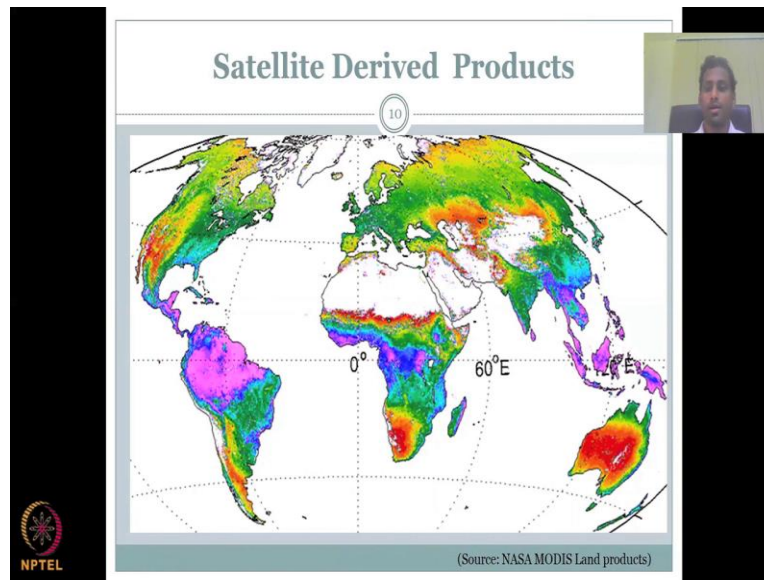 Satellite Derived Products
10
0°
60°E
NPTEL
(Source: NASA MODIS Land products)